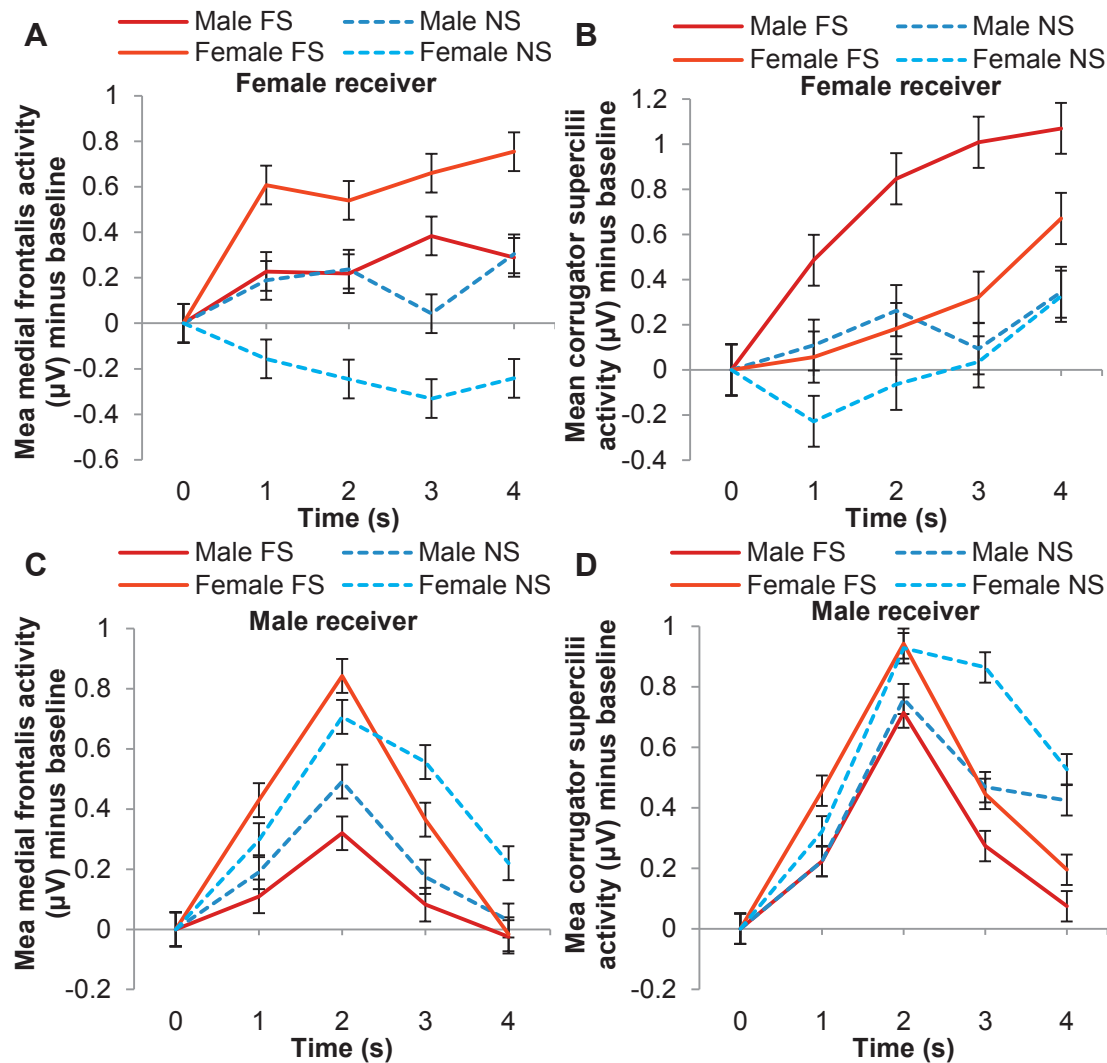 A
Male FS
Male NS
Female FS
Female NS
Female receiver
Mea medial frontalis activity
(µV) minus baseline
1
0.8
0.6
0.4
0.2
0
-0.2
-0.4
-0.6
0 1 2 3 4
Time (s)
B
Male FS
Male NS
Female FS
Female NS
Female receiver
Mean corrugator supercilii
activity (µV) minus baseline
1.2
1
0.8
0.6
0.4
0.2
0
-0.2
-0.4
0 1 2 3 4
Time (s)
C
Male FS
Male NS
Female FS
Female NS
Male receiver
Mea medial frontalis activity
(µV) minus baseline
1
0.8
0.6
0.4
0.2
0
-0.2
0 1 2 3 4
Time (s)
D
Male FS
Male NS
Female FS
Female NS
Male receiver
Mea corrugator supercilii
activity (µV) minus baseline
1
0.8
0.6
0.4
0.2
0
-0.2
0 1 2 3 4
Time (s)